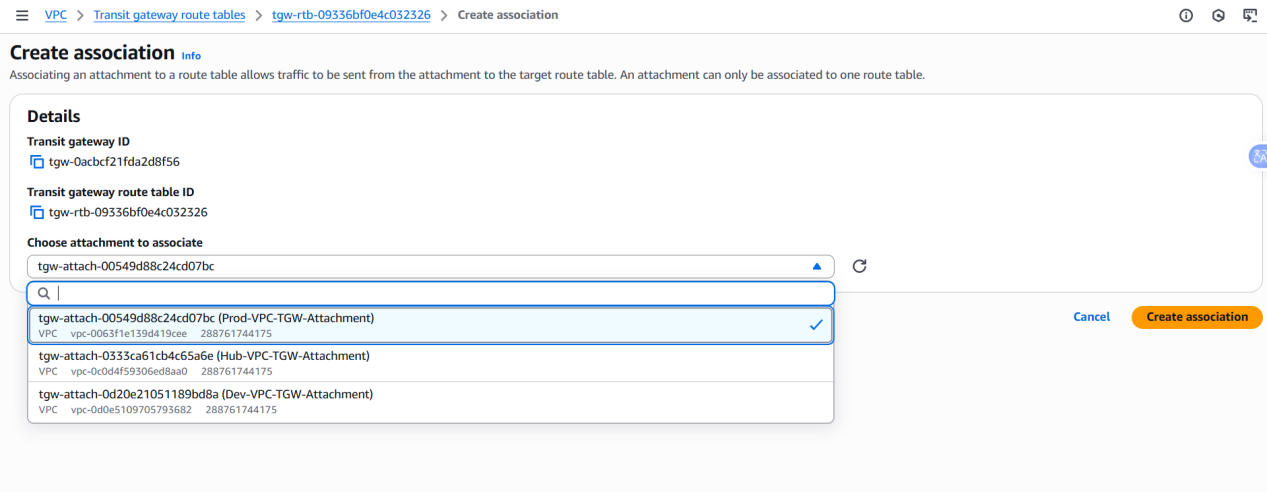 VPC > Transit gateway route tables > tgw-rtb-09336bf0e4c032326 > Create association
Create association Info
Associating an attachment to a route table allows traffic to be sent from the attachment to the target route table. An attachment can only be associated to one route table.
Details
Transit gateway ID
tgw-0acbcf21fda2d8f56
Transit gateway route table ID
tgw-rtb-09336bf0e4c032326
Choose attachment to associate
tgw-attach-00549d88c24cd07bc
tgw-attach-00549d88c24cd07bc (Prod-VPC-TGW-Attachment)
VPC vpc-0063f1e139d419cee 288761744175
tgw-attach-0333ca61cb4c65a6e (Hub-VPC-TGW-Attachment)
VPC vpc-0c0d4f59306ed8aa0 288761744175
tgw-attach-0d20e21051189bd8a (Dev-VPC-TGW-Attachment)
VPC vpc-0d0e5109705793682 288761744175
Cancel Create association